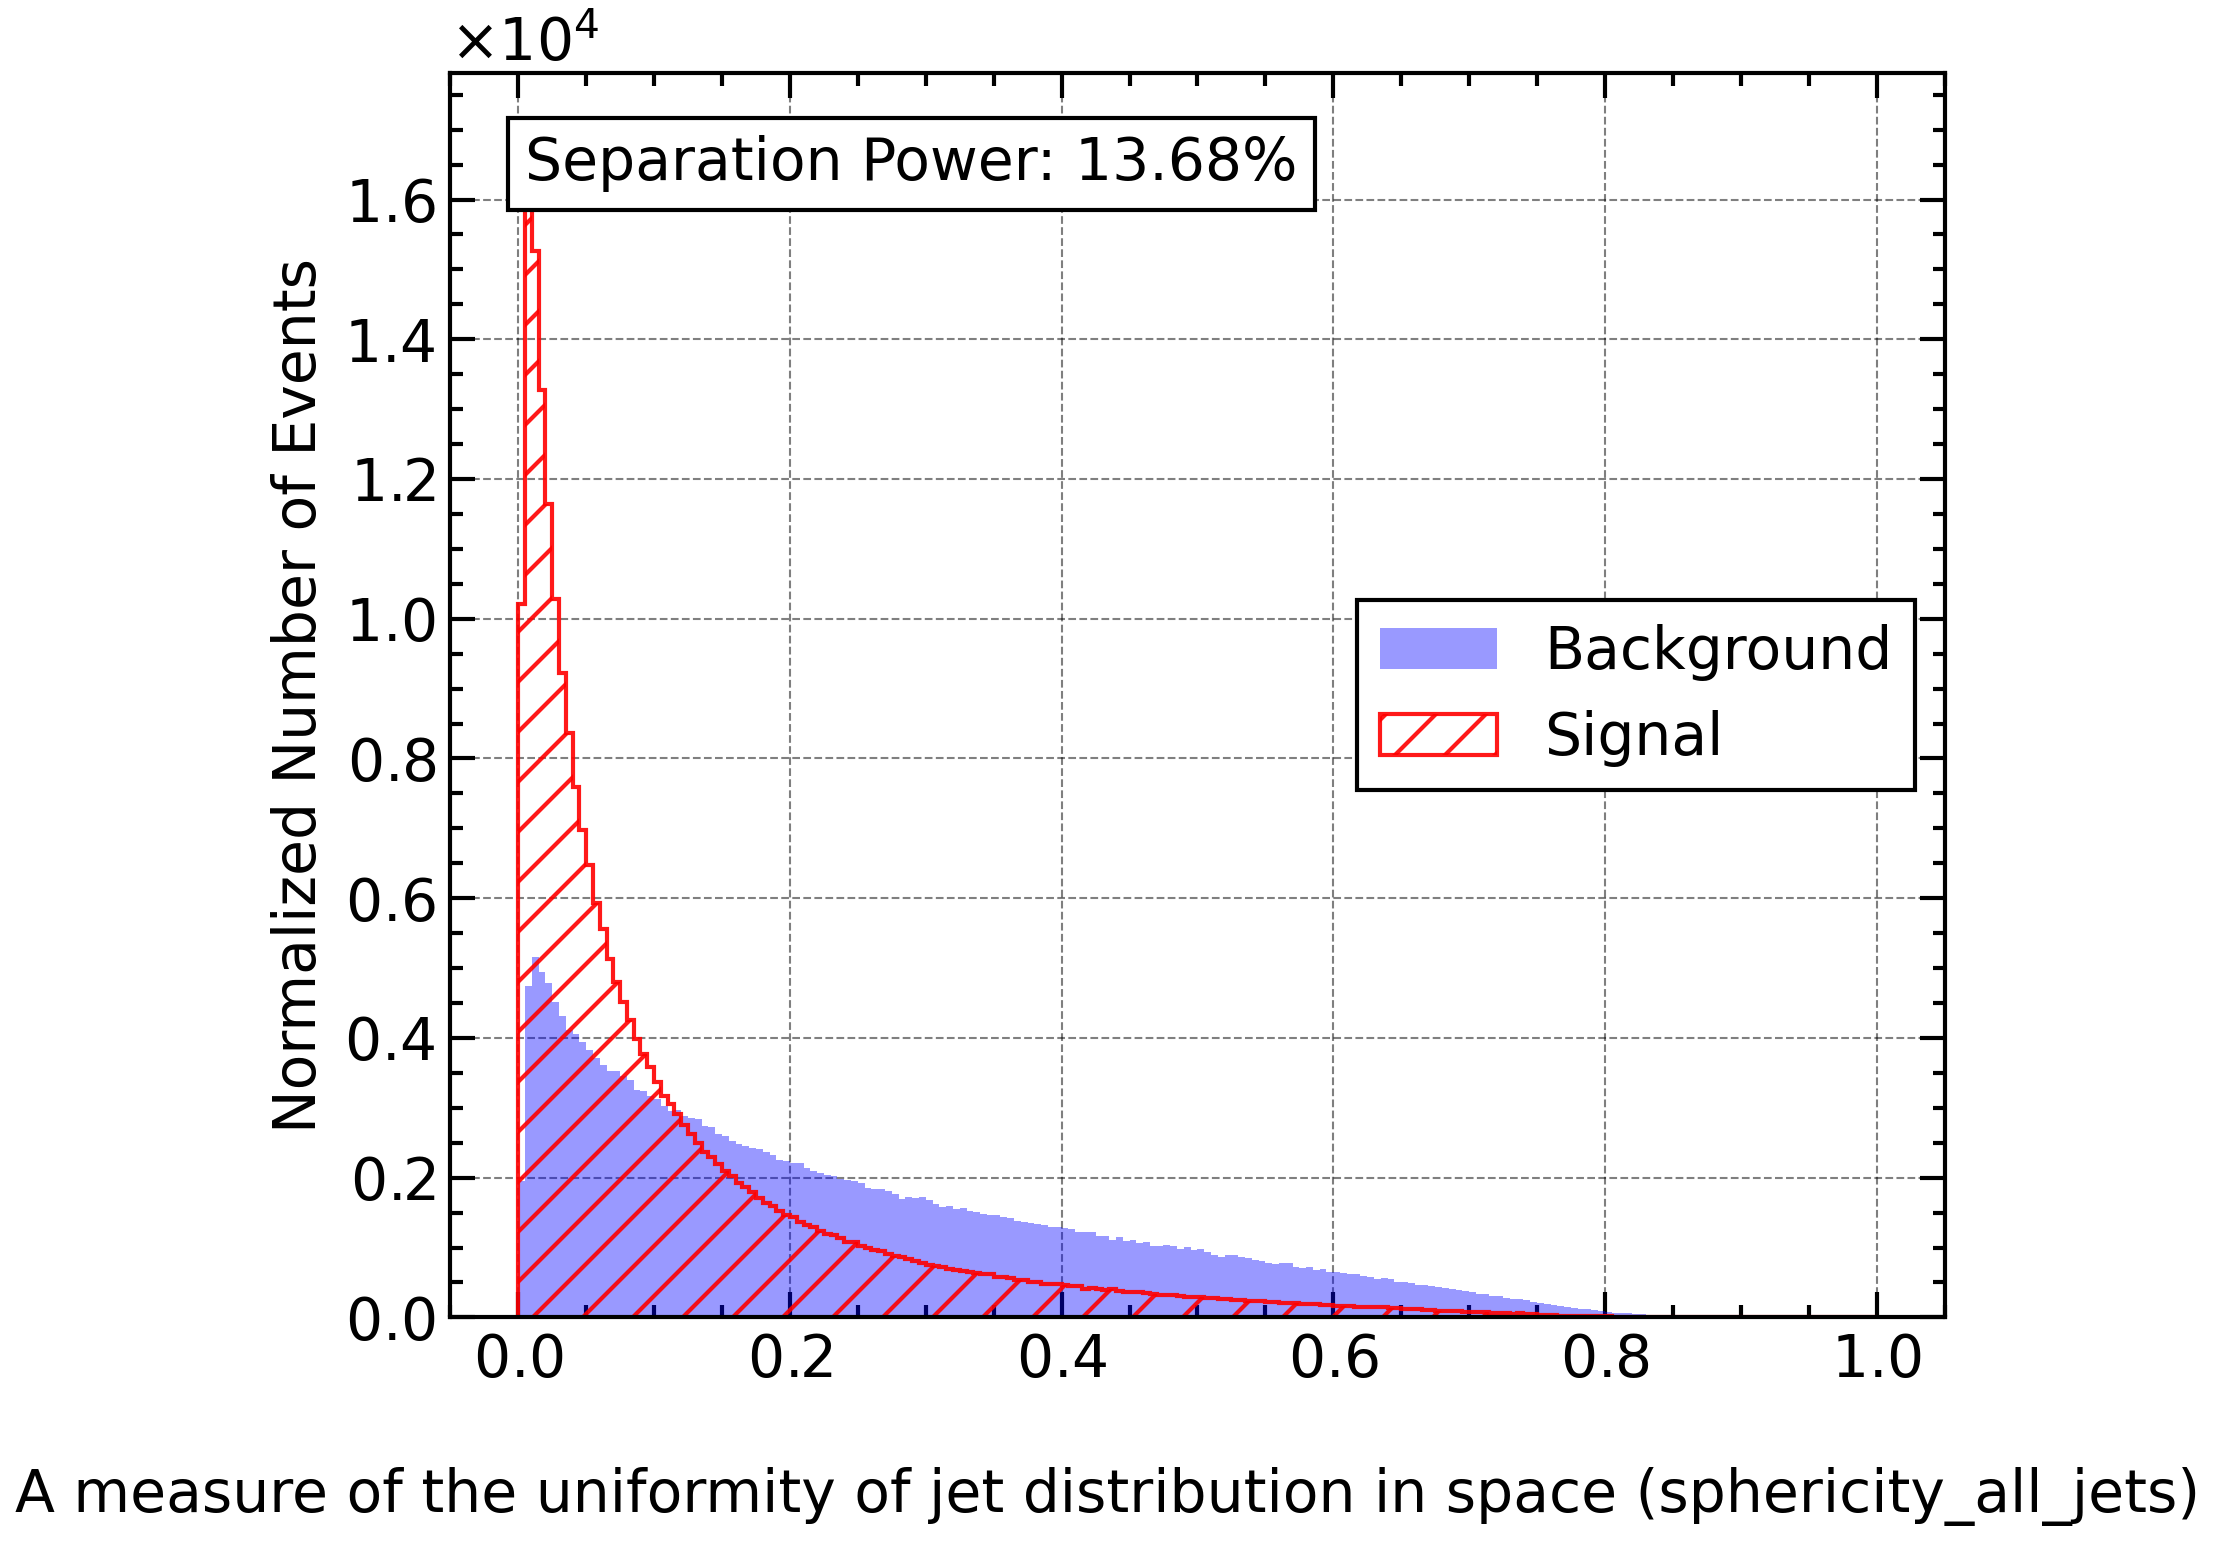 ×10⁴
Separation Power: 13.68%
1.6
1.4
1.2
1.0
0.8
0.6
0.4
0.2
0.0
Normalized Number of Events
Background
Signal
0.0 0.2 0.4 0.6 0.8 1.0
A measure of the uniformity of jet distribution in space (sphericity_all_jets)